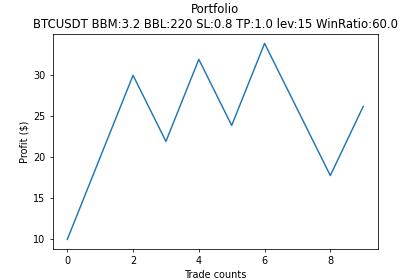 Portfolio
BTCUSDT BBM:3.2 BBL:220 SL:0.8 TP:1.0 lev:15 WinRatio:60.0
Profit ($)
30
25
20
15
10
0 2 4 6 8
Trade counts